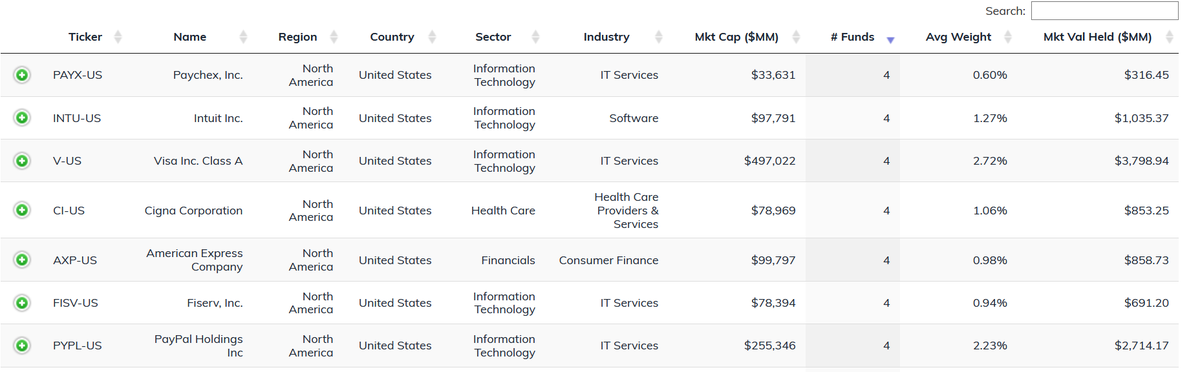 Search:
Ticker Name Region Country Sector Industry Mkt Cap ($MM) # Funds Avg Weight Mkt Val Held ($MM)
PAYX-US Paychex, Inc. North America United States Information Technology IT Services $33,631 4 0.60% $316.45
INTU-US Intuit Inc. North America United States Information Technology Software $97,791 4 1.27% $1,035.37
V-US Visa Inc. Class A North America United States Information Technology IT Services $497,022 4 2.72% $3,798.94
CI-US Cigna Corporation North America United States Health Care Health Care Providers & Services $78,969 4 1.06% $853.25
AXP-US American Express Company North America United States Financials Consumer Finance $99,797 4 0.98% $858.73
FISV-US Fiserv, Inc. North America United States Information Technology IT Services $78,394 4 0.94% $691.20
PYPL-US PayPal Holdings Inc North America United States Information Technology IT Services $255,346 4 2.23% $2,714.17